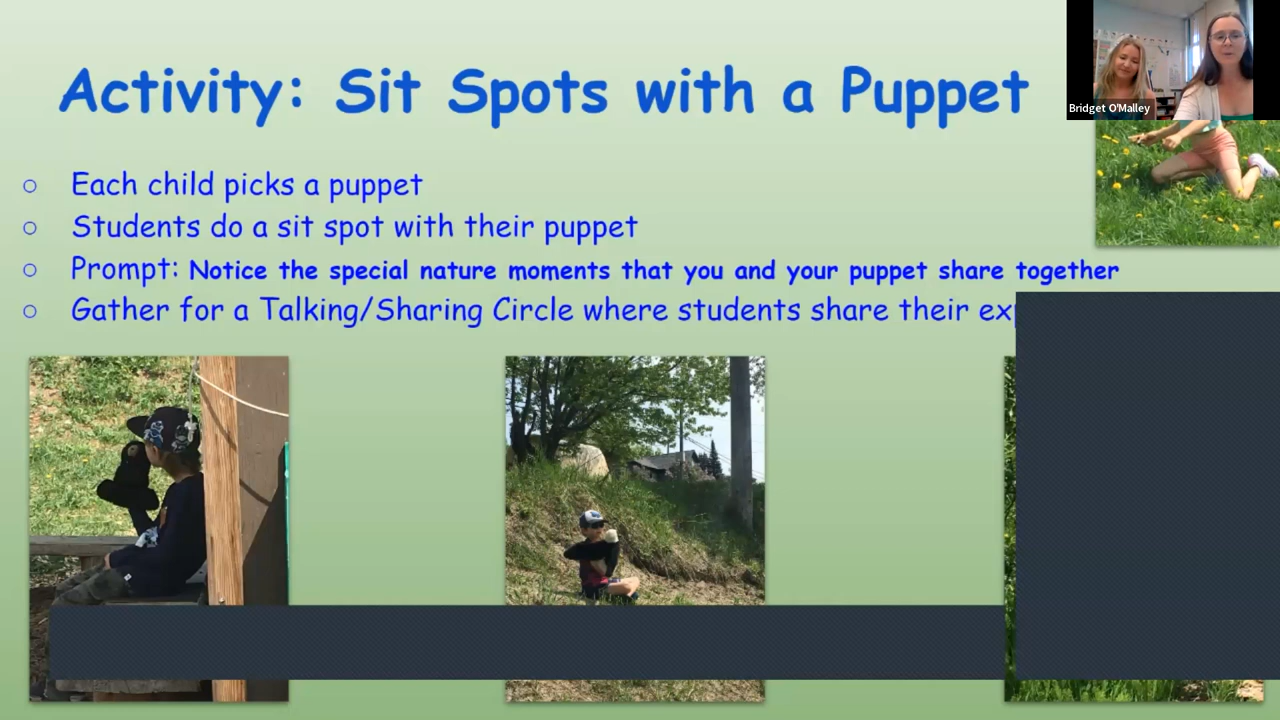 Activity: Sit Spots with a Puppet
Bridget O'Malley
○ Each child picks a puppet
○ Students do a sit spot with their puppet
○ Prompt: Notice the special nature moments that you and your puppet share together
○ Gather for a Talking/Sharing Circle where students share their